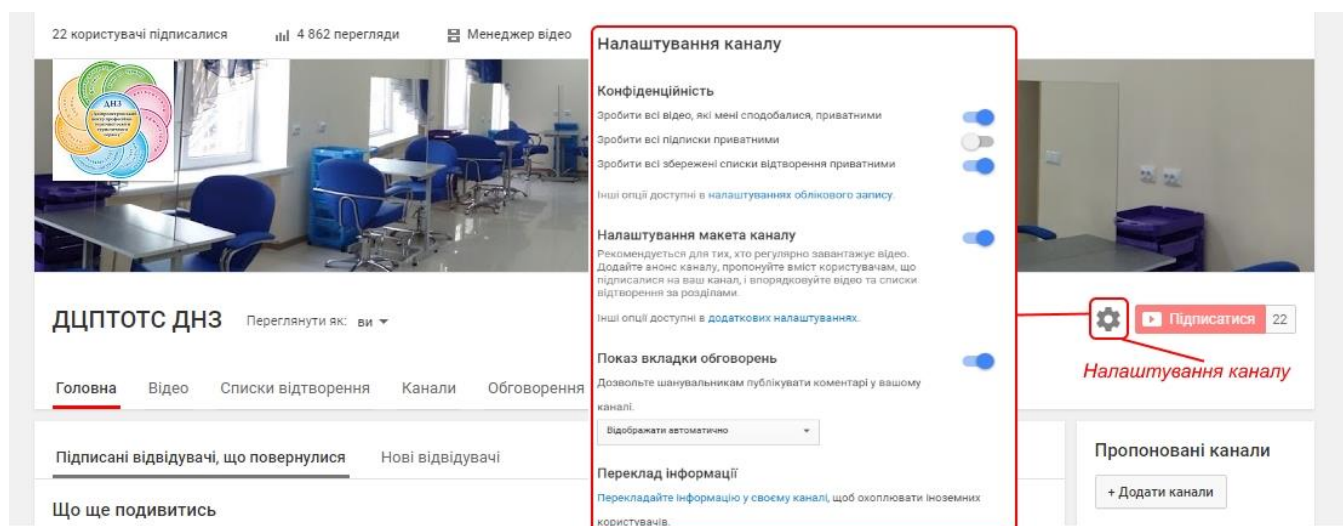 22 користувачі підписалися
4 862 перегляди
Менеджер відео
ДНЗ
Налаштування каналу
Конфіденційність
Зробити всі відео, які мені сподобалися, приватними
Зробити всі підписки приватними
Зробити всі збережені списки відтворення приватними
Інші опції доступні в налаштуваннях облікового запису.
Налаштування макета каналу
Рекомендується для тих, хто регулярно завантажує відео.
Додайте анонс каналу, пропонуйте вміст користувачам, що
підписалися на ваш канал, і впорядковуйте відео та списки
відтворення за розділами.
Інші опції доступні в додаткових налаштуваннях.
Показ вкладки обговорень
Дозвольте шанувальникам публікувати коментарі у вашому
каналі.
Відображати автоматично
Переклад інформації
Перекладайте інформацію у своєму каналі, щоб охоплювати іноземних
користувачів.
ДЦПТОТС ДНЗ
Переглянути як: ви
Підписатися 22
Налаштування каналу
Головна Відео Списки відтворення Канали Обговорення
Підписані відвідувачі, що повернулися Нові відвідувачі
Що ще подивитись
Пропоновані канали
+ Додати канали